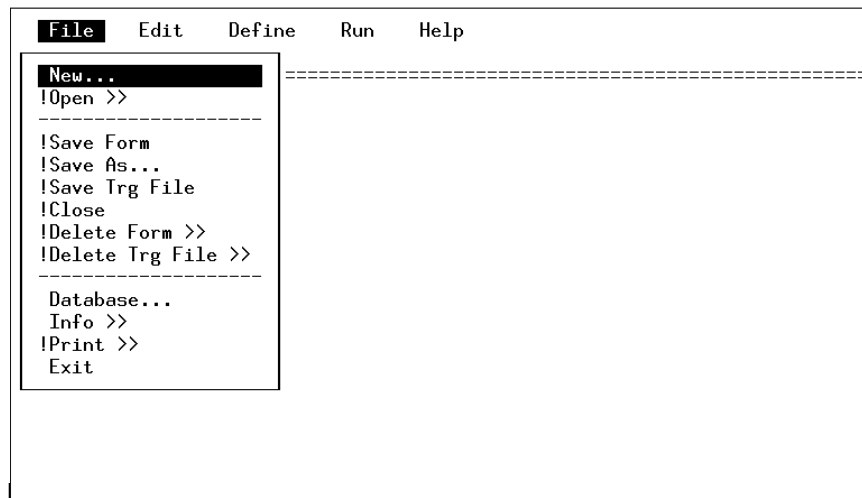 File Edit Define Run Help
New...
!Open >>
!Save Form
!Save As...
!Save Trg File
!Close
!Delete Form >>
!Delete Trg File >>
Database...
Info >>
!Print >>
Exit